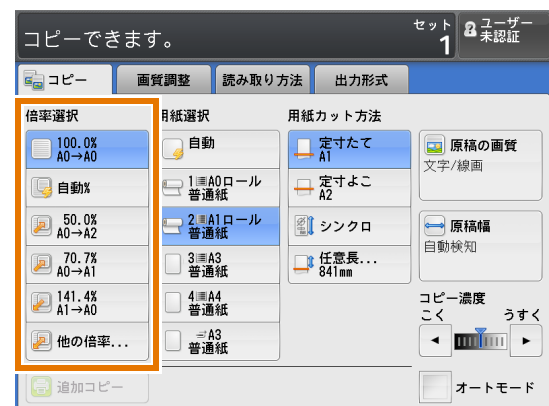 コピーできます。
セット
1
ユーザー
未認証
コピー
画質調整
読み取り方法
出力形式
倍率選択
100.0%
A0→A0
自動%
50.0%
A0→A2
70.7%
A0→A1
141.4%
A1→A0
他の倍率...
用紙選択
自動
1 A0ロール
普通紙
2 A1ロール
普通紙
3 A3
普通紙
4 A4
普通紙
A3
普通紙
用紙カット方法
定寸たて
A1
定寸よこ
A2
シンクロ
任意長...
841mm
原稿の画質
文字/線画
原稿幅
自動検知
コピー濃度
こく うすく
追加コピー
オートモード